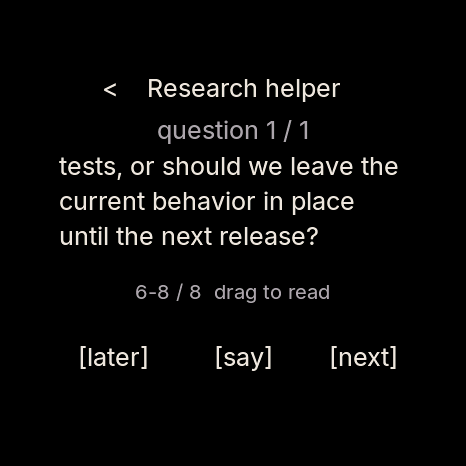 < Research helper
question 1 / 1
tests, or should we leave the
current behavior in place
until the next release?
6-8 / 8 drag to read
[later] [say] [next]